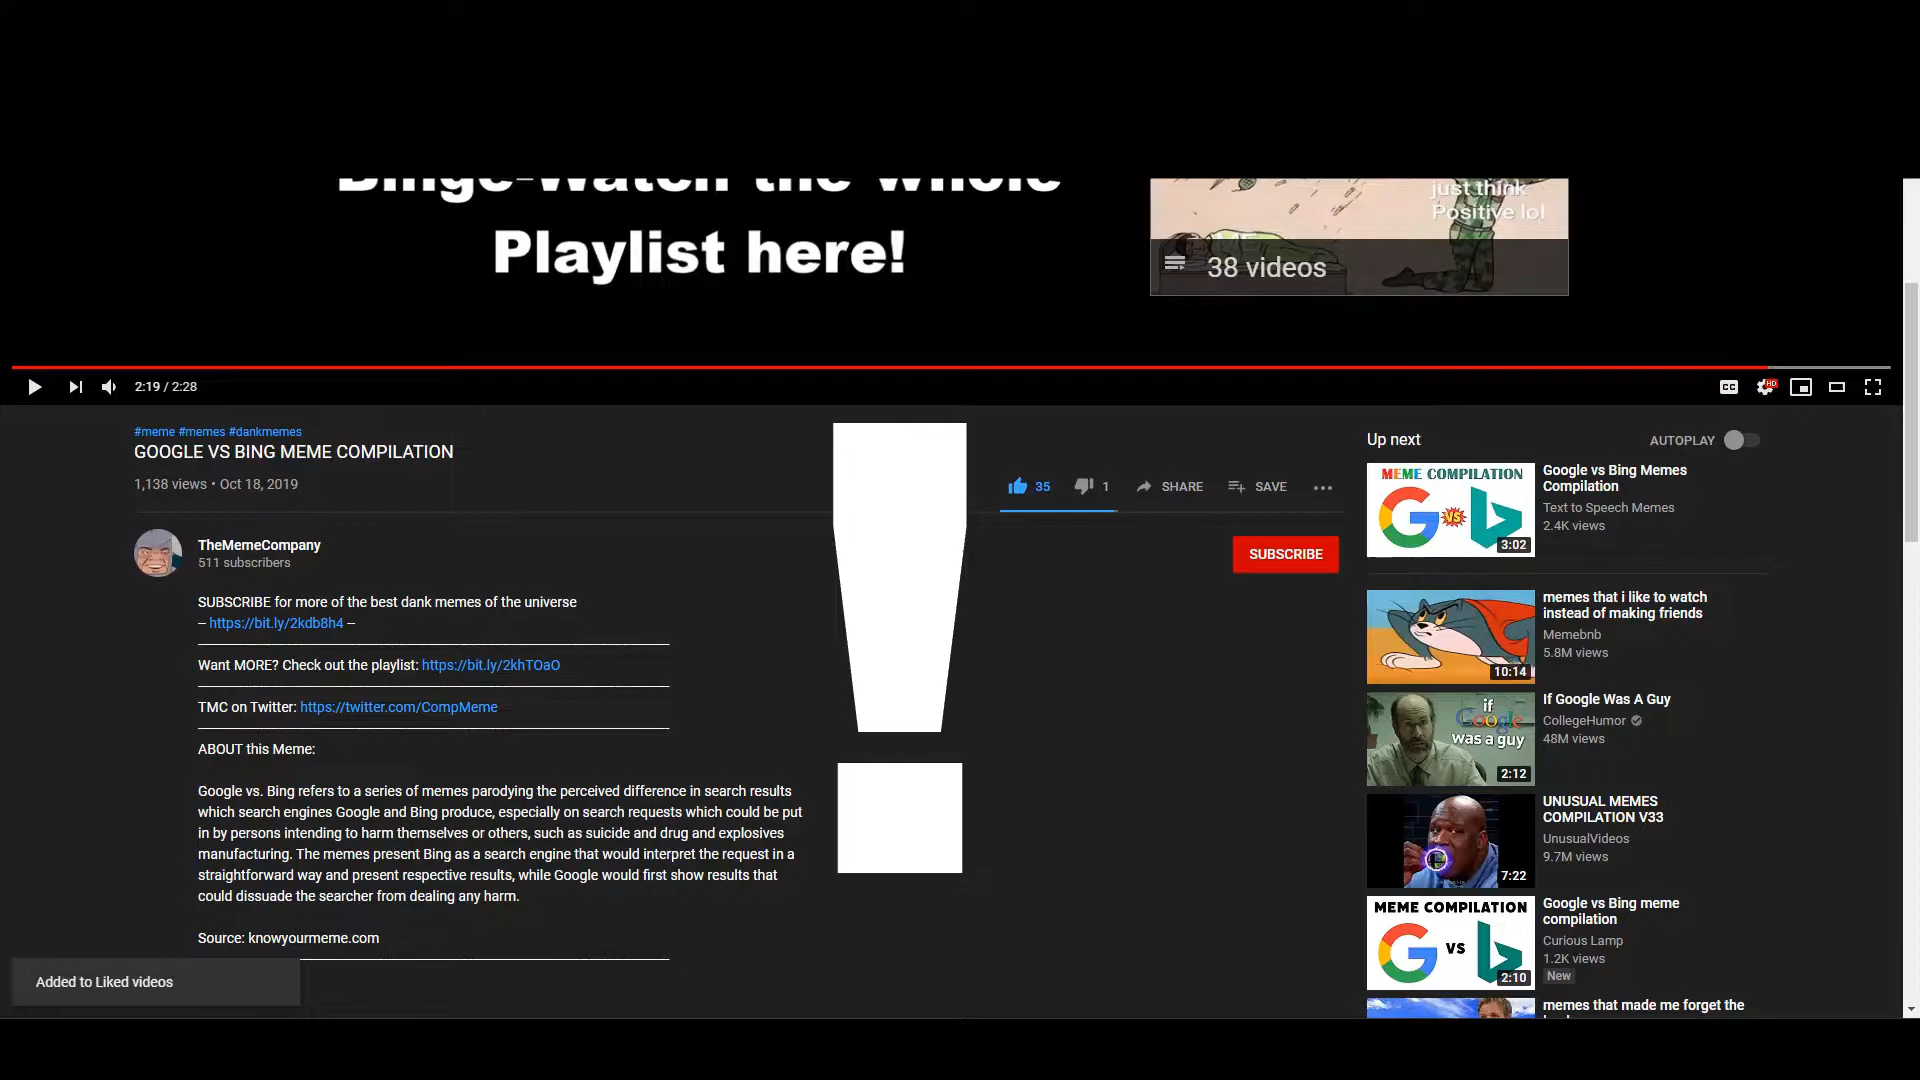 Binge-Watch the whole
Playlist here!
just think
Positive lol
38 videos
2:19 / 2:28
CC
HD
#meme #memes #dankmemes
GOOGLE VS BING MEME COMPILATION
1,138 views • Oct 18, 2019
35
1
SHARE
SAVE
!
TheMemeCompany
511 subscribers
SUBSCRIBE
SUBSCRIBE for more of the best dank memes of the universe
– https://bit.ly/2kdb8h4 –
Want MORE? Check out the playlist: https://bit.ly/2khTOaO
TMC on Twitter: https://twitter.com/CompMeme
ABOUT this Meme:
Google vs. Bing refers to a series of memes parodying the perceived difference in search results
which search engines Google and Bing produce, especially on search requests which could be put
in by persons intending to harm themselves or others, such as suicide and drug and explosives
manufacturing. The memes present Bing as a search engine that would interpret the request in a
straightforward way and present respective results, while Google would first show results that
could dissuade the searcher from dealing any harm.
Source: knowyourmeme.com
Added to Liked videos
Up next
AUTOPLAY
MEME COMPILATION
G VS b
3:02
Google vs Bing Memes
Compilation
Text to Speech Memes
2.4K views
10:14
memes that i like to watch
instead of making friends
Memebnb
5.8M views
if
Google
was a guy
2:12
If Google Was A Guy
CollegeHumor
48M views
7:22
UNUSUAL MEMES
COMPILATION V33
UnusualVideos
9.7M views
MEME COMPILATION
G VS b
2:10
Google vs Bing meme
compilation
Curious Lamp
1.2K views
New
memes that made me forget the